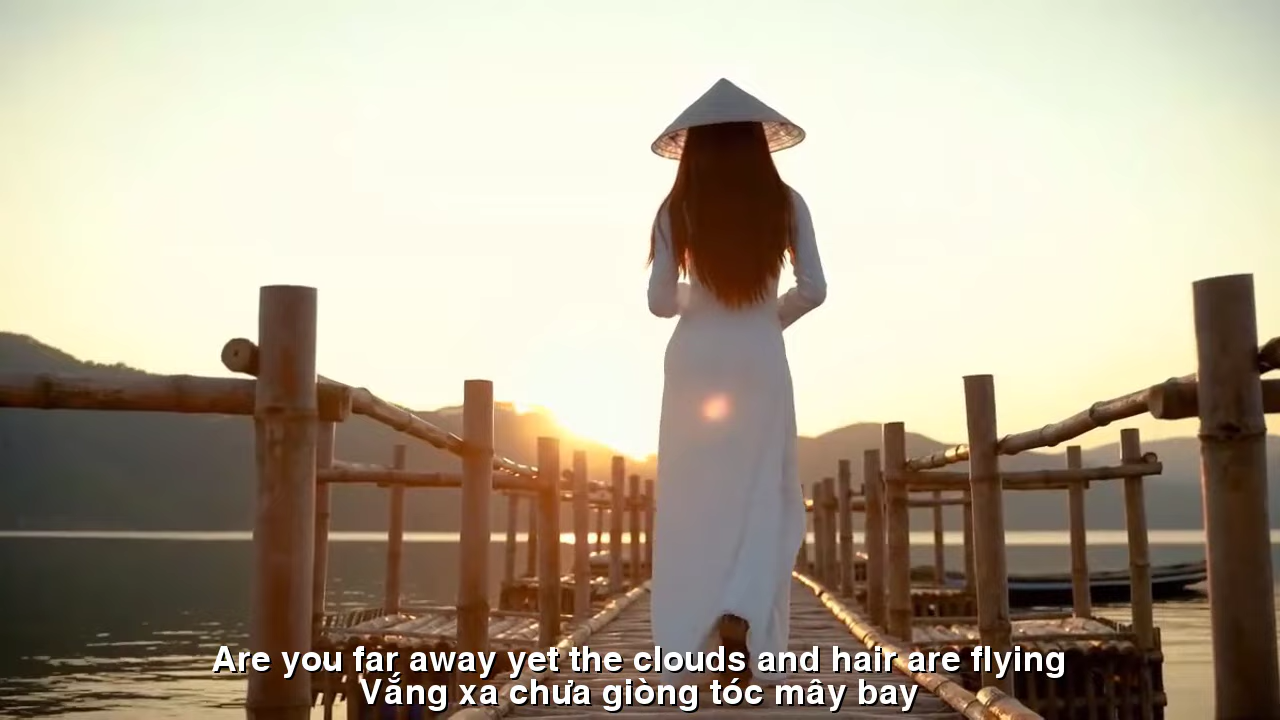 Are you far away yet the clouds and hair are flying
Vắng xa chưa giòng tóc mây bay